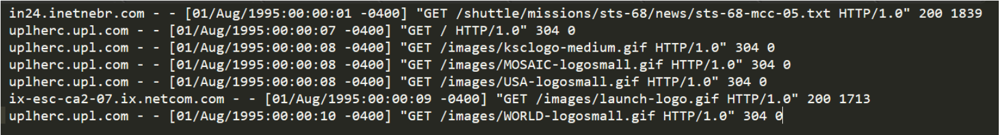 in24.inetnebr.com - - [01/Aug/1995:00:00:01 -0400] "GET /shuttle/missions/sts-68/news/sts-68-mcc-05.txt HTTP/1.0" 200 1839
uplherc.upl.com - - [01/Aug/1995:00:00:07 -0400] "GET / HTTP/1.0" 304 0
uplherc.upl.com - - [01/Aug/1995:00:00:08 -0400] "GET /images/ksclogo-medium.gif HTTP/1.0" 304 0
uplherc.upl.com - - [01/Aug/1995:00:00:08 -0400] "GET /images/MOSAIC-logosmall.gif HTTP/1.0" 304 0
uplherc.upl.com - - [01/Aug/1995:00:00:08 -0400] "GET /images/USA-logosmall.gif HTTP/1.0" 304 0
ix-esc-ca2-07.ix.netcom.com - - [01/Aug/1995:00:00:09 -0400] "GET /images/launch-logo.gif HTTP/1.0" 200 1713
uplherc.upl.com - - [01/Aug/1995:00:00:10 -0400] "GET /images/WORLD-logosmall.gif HTTP/1.0" 304 0